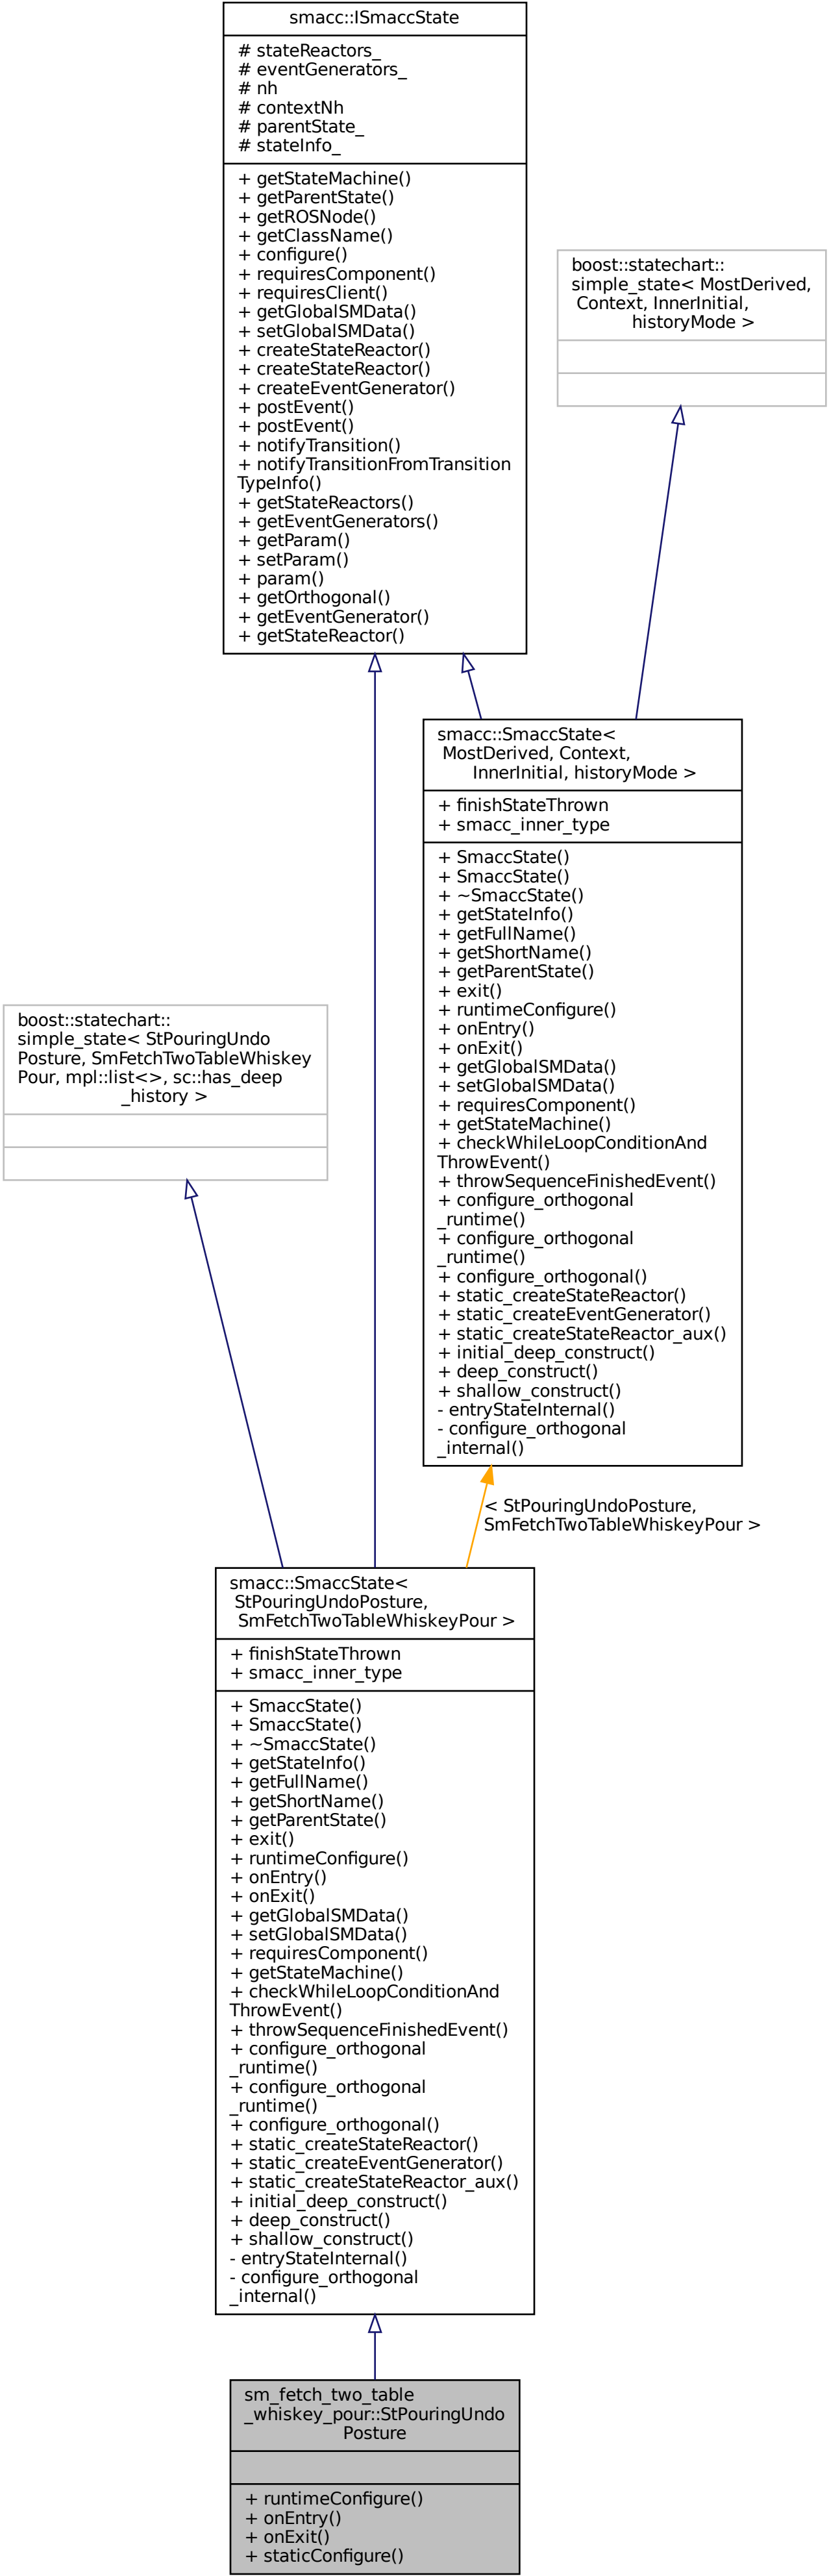 smacc::ISmaccState
# stateReactors_
# eventGenerators_
# nh
# contextNh
# parentState_
# stateInfo_
+ getStateMachine()
+ getParentState()
+ getROSNode()
+ getClassName()
+ configure()
+ requiresComponent()
+ requiresClient()
+ getGlobalSMData()
+ setGlobalSMData()
+ createStateReactor()
+ createStateReactor()
+ createEventGenerator()
+ postEvent()
+ postEvent()
+ notifyTransition()
+ notifyTransitionFromTransition
TypeInfo()
+ getStateReactors()
+ getEventGenerators()
+ getParam()
+ setParam()
+ param()
+ getOrthogonal()
+ getEventGenerator()
+ getStateReactor()
boost::statechart::
simple_state< MostDerived,
Context, InnerInitial,
historyMode >
smacc::SmaccState<
MostDerived, Context,
InnerInitial, historyMode >
+ finishStateThrown
+ smacc_inner_type
+ SmaccState()
+ SmaccState()
+ ~SmaccState()
+ getStateInfo()
+ getFullName()
+ getShortName()
+ getParentState()
+ exit()
+ runtimeConfigure()
+ onEntry()
+ onExit()
+ getGlobalSMData()
+ setGlobalSMData()
+ requiresComponent()
+ getStateMachine()
+ checkWhileLoopConditionAnd
ThrowEvent()
+ throwSequenceFinishedEvent()
+ configure_orthogonal
_runtime()
+ configure_orthogonal
_runtime()
+ configure_orthogonal()
+ static_createStateReactor()
+ static_createEventGenerator()
+ static_createStateReactor_aux()
+ initial_deep_construct()
+ deep_construct()
+ shallow_construct()
- entryStateInternal()
- configure_orthogonal
_internal()
boost::statechart::
simple_state< StPouringUndo
Posture, SmFetchTwoTableWhiskey
Pour, mpl::list<>, sc::has_deep
_history >
< StPouringUndoPosture,
SmFetchTwoTableWhiskeyPour >
smacc::SmaccState<
StPouringUndoPosture,
SmFetchTwoTableWhiskeyPour >
+ finishStateThrown
+ smacc_inner_type
+ SmaccState()
+ SmaccState()
+ ~SmaccState()
+ getStateInfo()
+ getFullName()
+ getShortName()
+ getParentState()
+ exit()
+ runtimeConfigure()
+ onEntry()
+ onExit()
+ getGlobalSMData()
+ setGlobalSMData()
+ requiresComponent()
+ getStateMachine()
+ checkWhileLoopConditionAnd
ThrowEvent()
+ throwSequenceFinishedEvent()
+ configure_orthogonal
_runtime()
+ configure_orthogonal
_runtime()
+ configure_orthogonal()
+ static_createStateReactor()
+ static_createEventGenerator()
+ static_createStateReactor_aux()
+ initial_deep_construct()
+ deep_construct()
+ shallow_construct()
- entryStateInternal()
- configure_orthogonal
_internal()
sm_fetch_two_table
_whiskey_pour::StPouringUndo
Posture
+ runtimeConfigure()
+ onEntry()
+ onExit()
+ staticConfigure()